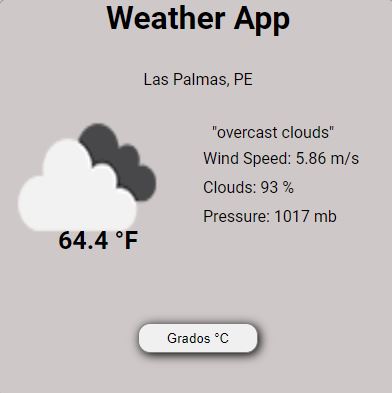 Weather App
Las Palmas, PE
"overcast clouds"
Wind Speed: 5.86 m/s
Clouds: 93 %
Pressure: 1017 mb
64.4 °F
Grados °C